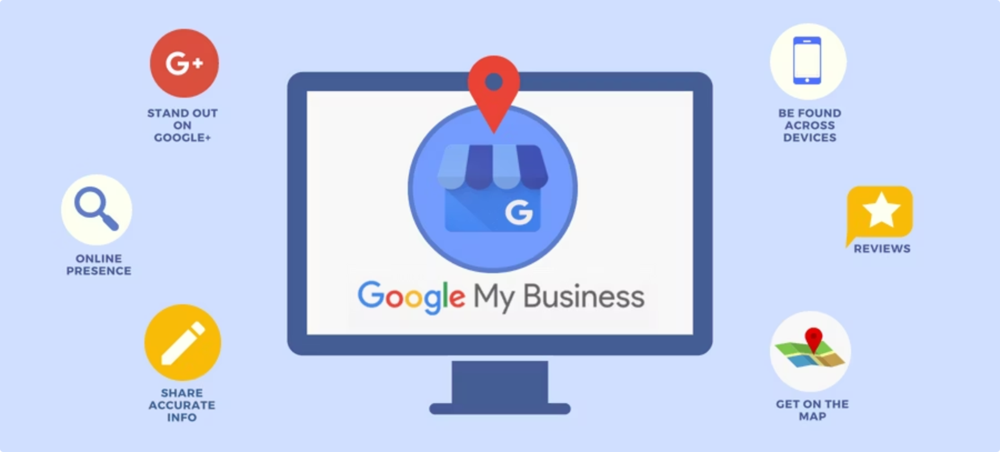 G+
STAND OUT
ON
GOOGLE+
ONLINE
PRESENCE
SHARE
ACCURATE
INFO
G
Google My Business
BE FOUND
ACROSS
DEVICES
REVIEWS
GET ON THE
MAP